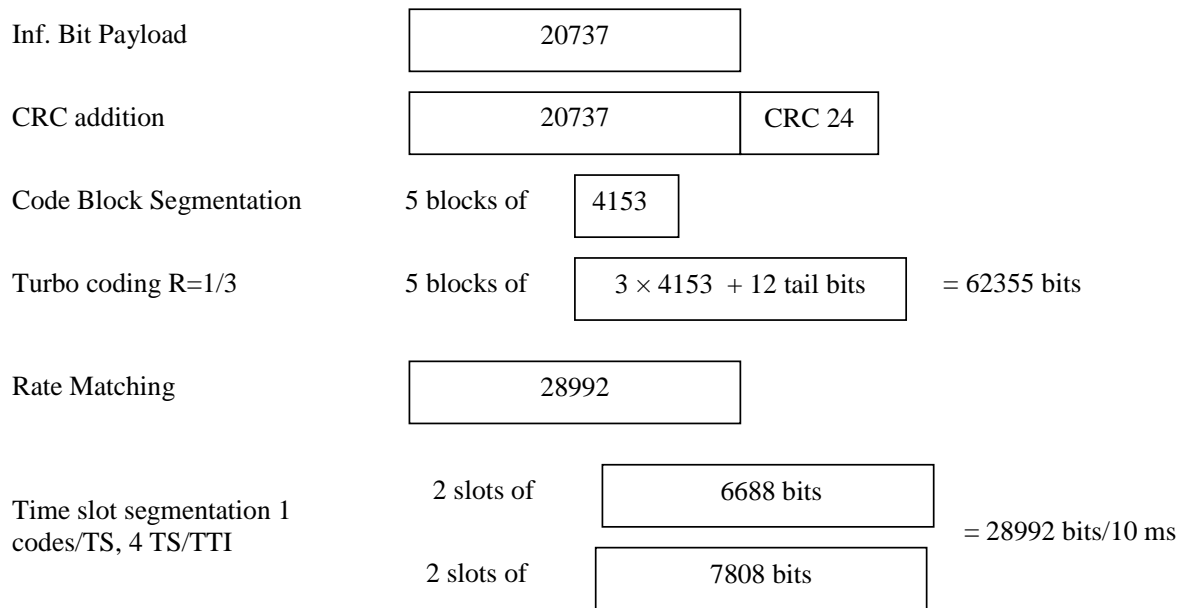 Inf. Bit Payload 20737
CRC addition 20737 CRC 24
Code Block Segmentation 5 blocks of 4153
Turbo coding R=1/3 5 blocks of 3 × 4153 + 12 tail bits = 62355 bits
Rate Matching 28992
2 slots of 6688 bits
Time slot segmentation 1
codes/TS, 4 TS/TTI
= 28992 bits/10 ms
2 slots of 7808 bits